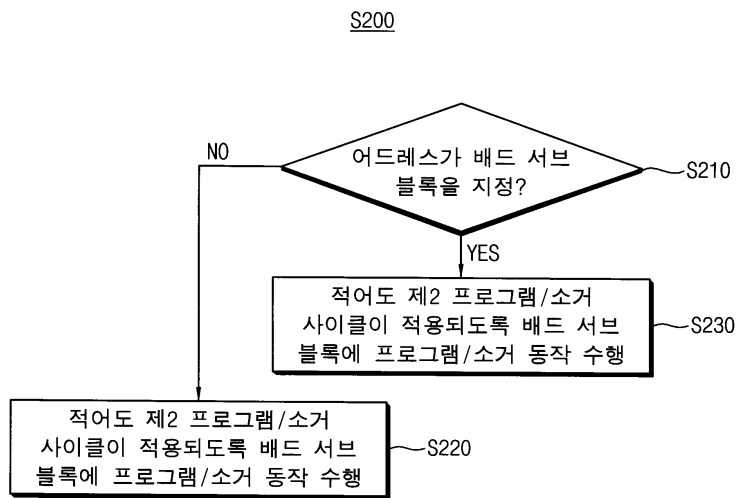 S200
어드레스가 배드 서브
블록을 지정?
S210
NO
YES
적어도 제2 프로그램/소거
사이클이 적용되도록 배드 서브
블록에 프로그램/소거 동작 수행
S230
적어도 제2 프로그램/소거
사이클이 적용되도록 배드 서브
블록에 프로그램/소거 동작 수행
S220